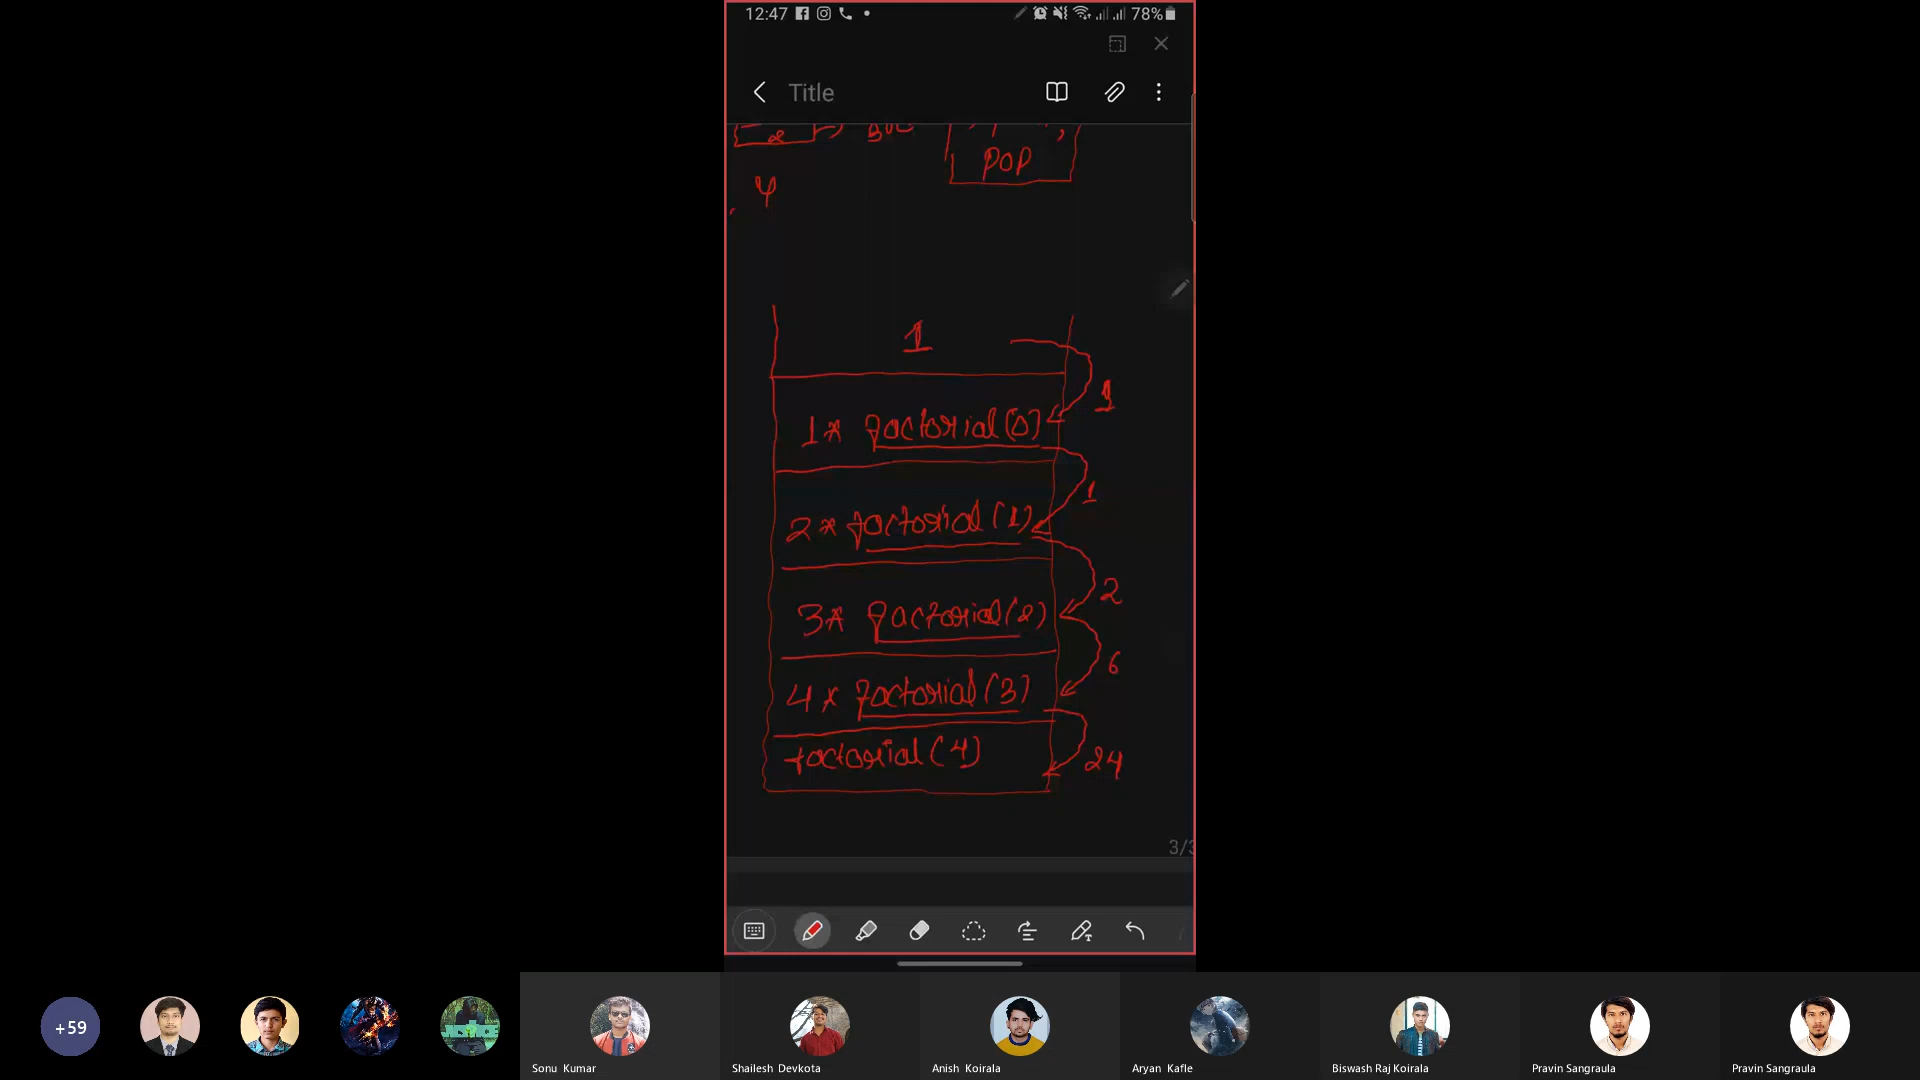 12:47
78%
Title
POP
4
1
1
1 * factorial(0)
1
2 * factorial(1)
2
3 * factorial(2)
6
4 * factorial(3)
factorial(4)
24
3/3
+59
JUSTICE
Sonu Kumar
Shailesh Devkota
Anish Koirala
Aryan Kafle
Biswash Raj Koirala
Pravin Sangraula
Pravin Sangraula